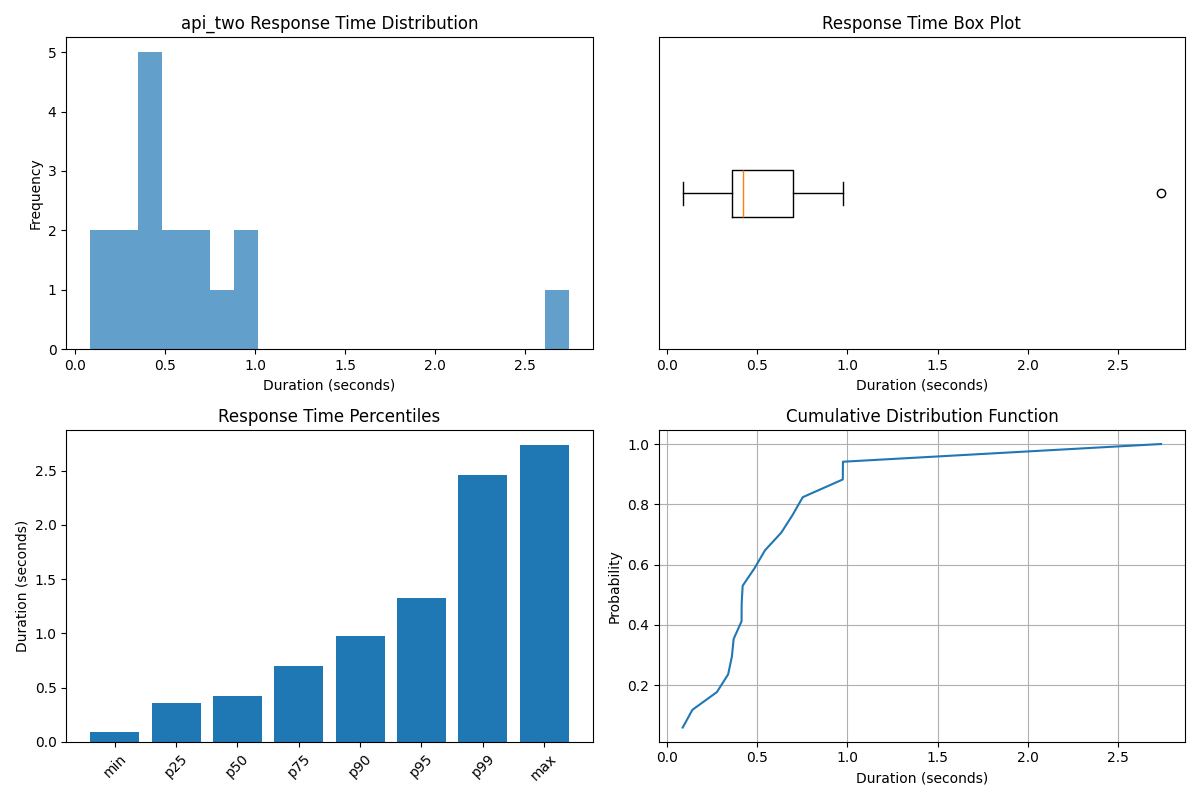 api_two Response Time Distribution
5
4
3
2
1
0
Frequency
0.0 0.5 1.0 1.5 2.0 2.5
Duration (seconds)
Response Time Box Plot
0.0 0.5 1.0 1.5 2.0 2.5
Duration (seconds)
Response Time Percentiles
2.5
2.0
1.5
1.0
0.5
0.0
Duration (seconds)
min p25 p50 p75 p90 p95 p99 max
Cumulative Distribution Function
1.0
0.8
0.6
0.4
0.2
Probability
0.0 0.5 1.0 1.5 2.0 2.5
Duration (seconds)